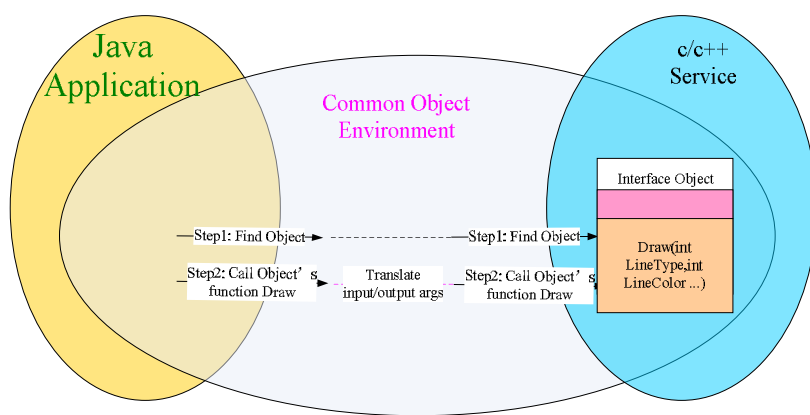 Java
Application
c/c++
Service
Common Object
Environment
Interface Object
Step1: Find Object
Step1: Find Object
Draw(int
LineType,int
LineColor ...)
Step2: Call Object’s
function Draw
Translate
input/output args
Step2: Call Object’s
function Draw